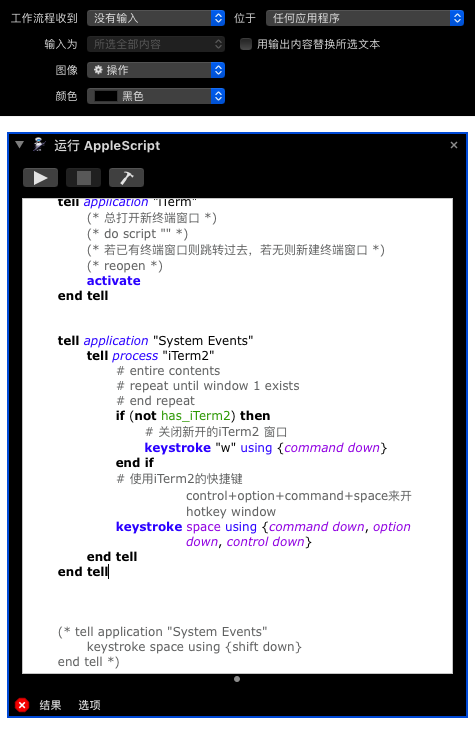 工作流程收到 没有输入 位于 任何应用程序
输入为 所选全部内容 用输出内容替换所选文本
图像 操作
颜色 黑色
运行 AppleScript
tell application "iTerm"
(* 总打开新终端窗口 *)
(* do script "" *)
(* 若已有终端窗口则跳转过去，若无则新建终端窗口 *)
(* reopen *)
activate
end tell
tell application "System Events"
tell process "iTerm2"
# entire contents
# repeat until window 1 exists
# end repeat
if (not has_iTerm2) then
# 关闭新开的iTerm2 窗口
keystroke "w" using {command down}
end if
# 使用iTerm2的快捷键
control+option+command+space来开
hotkey window
keystroke space using {command down, option
down, control down}
end tell
end tell
(* tell application "System Events"
keystroke space using {shift down}
end tell *)
结果 选项